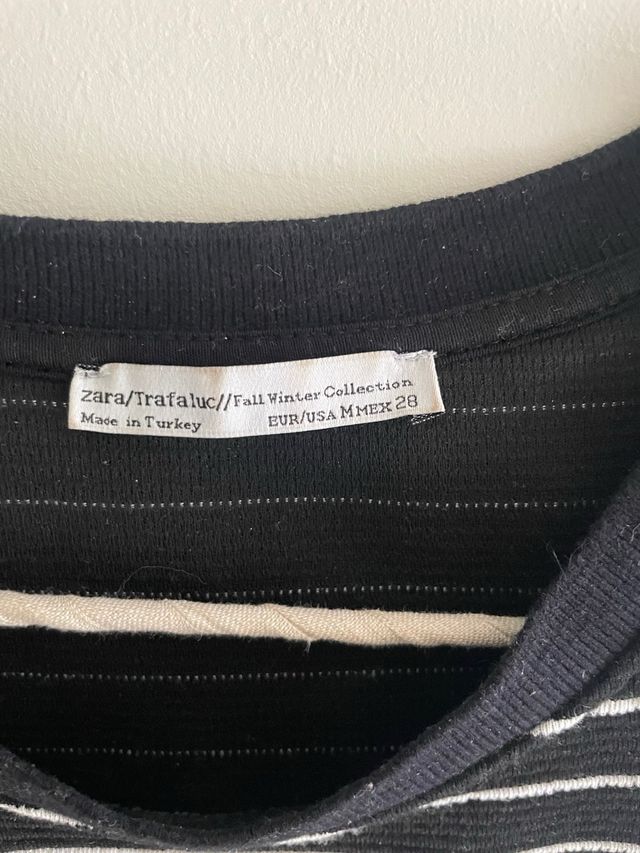 zara/Trafaluc//Fall Winter Collection
Made in Turkey EUR/USA M MEX 28